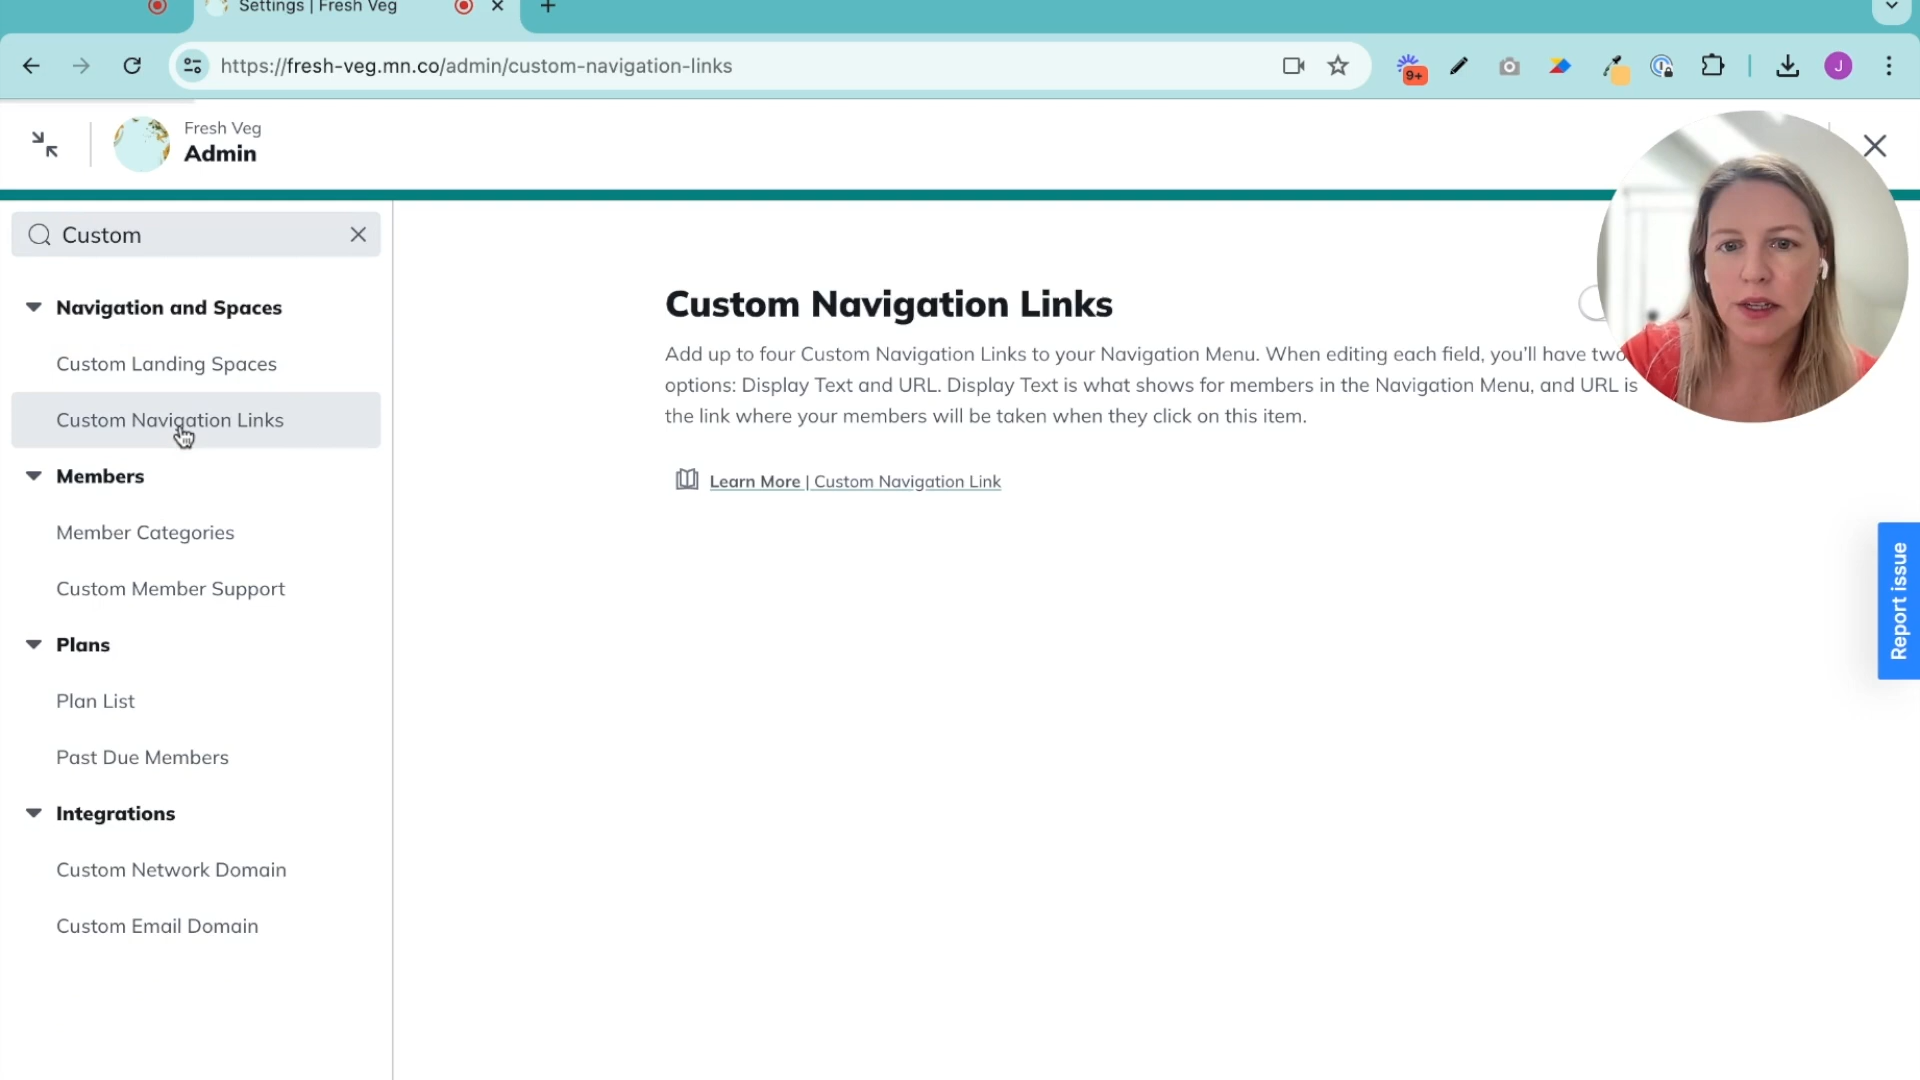 Settings | Fresh Veg
https://fresh-veg.mn.co/admin/custom-navigation-links
9+
J
Fresh Veg
Admin
Custom
Navigation and Spaces
Custom Landing Spaces
Custom Navigation Links
Members
Member Categories
Custom Member Support
Plans
Plan List
Past Due Members
Integrations
Custom Network Domain
Custom Email Domain
Custom Navigation Links
Add up to four Custom Navigation Links to your Navigation Menu. When editing each field, you'll have two
options: Display Text and URL. Display Text is what shows for members in the Navigation Menu, and URL is
the link where your members will be taken when they click on this item.
Learn More | Custom Navigation Link
Report issue